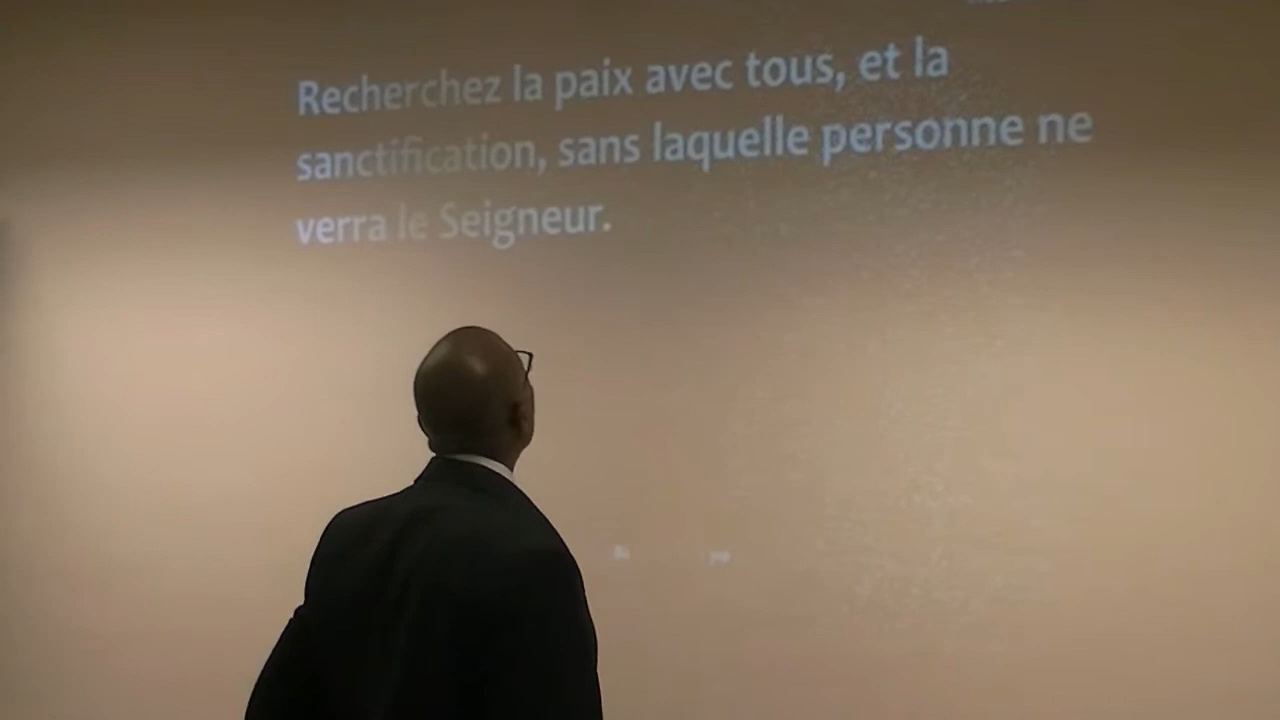 Recherchez la paix avec tous, et la
sanctification, sans laquelle personne ne
verra le Seigneur.